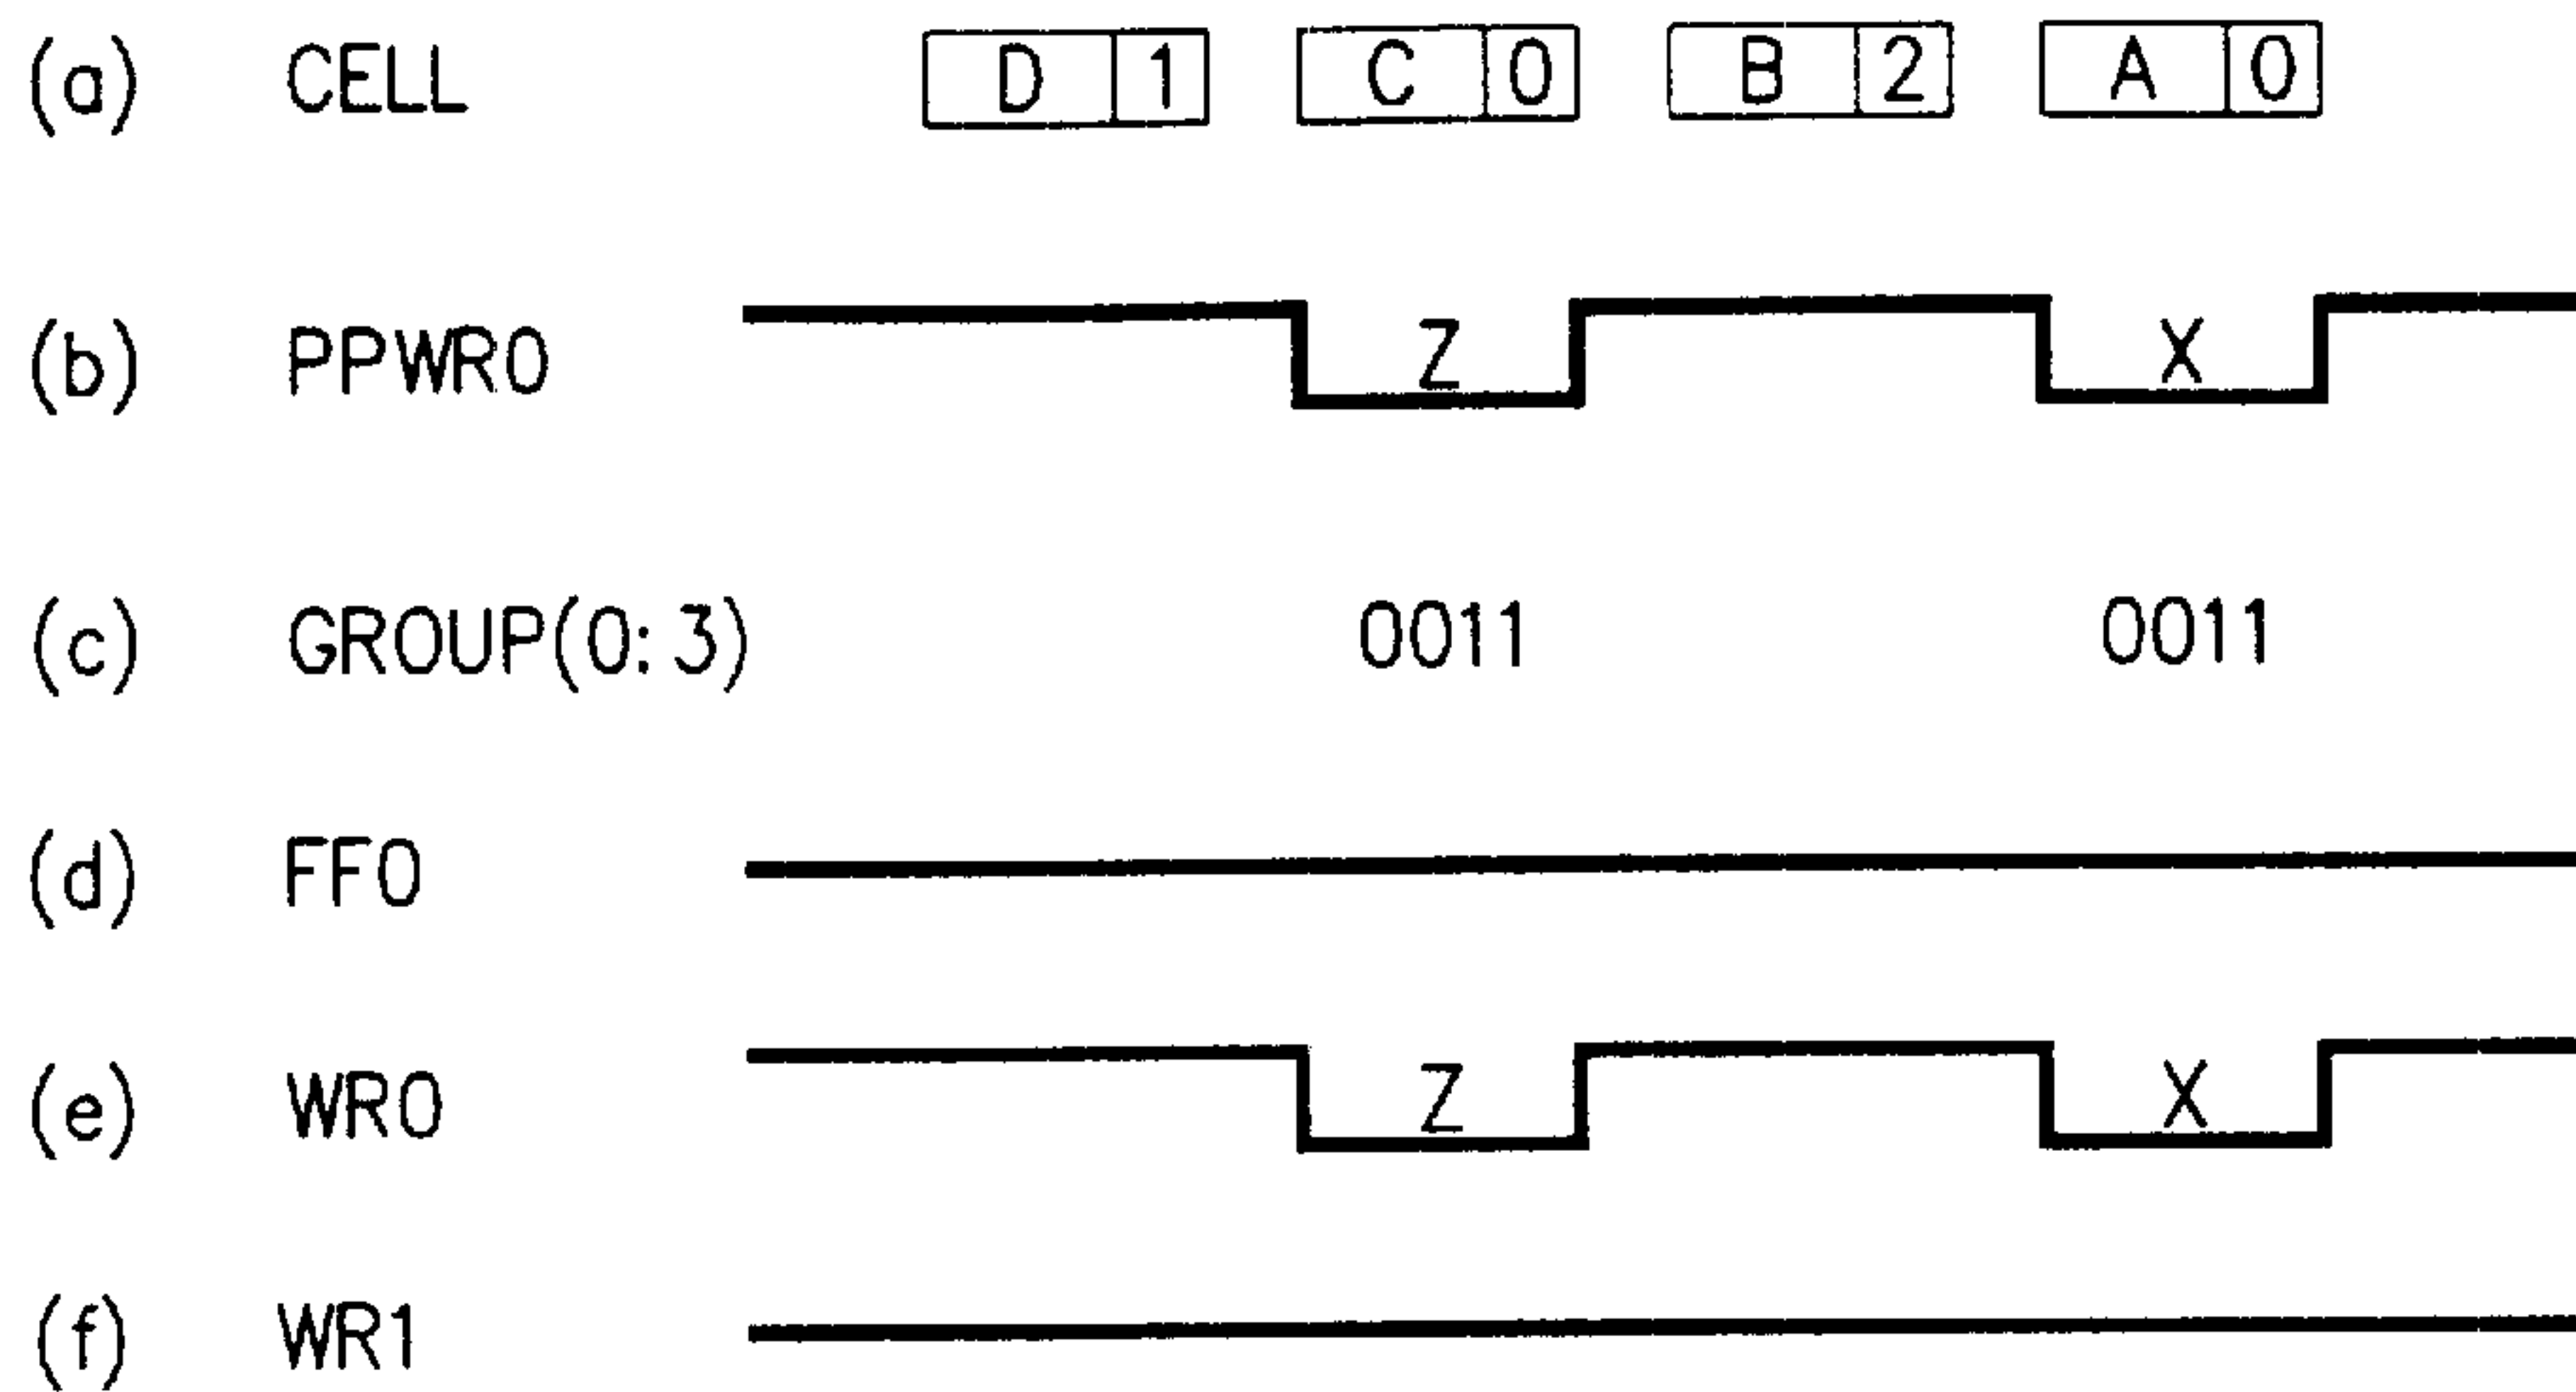 (a) CELL D 1 C 0 B 2 A 0
(b) PPWR0 Z X
(c) GROUP(0:3) 0011 0011
(d) FF0
(e) WR0 Z X
(f) WR1